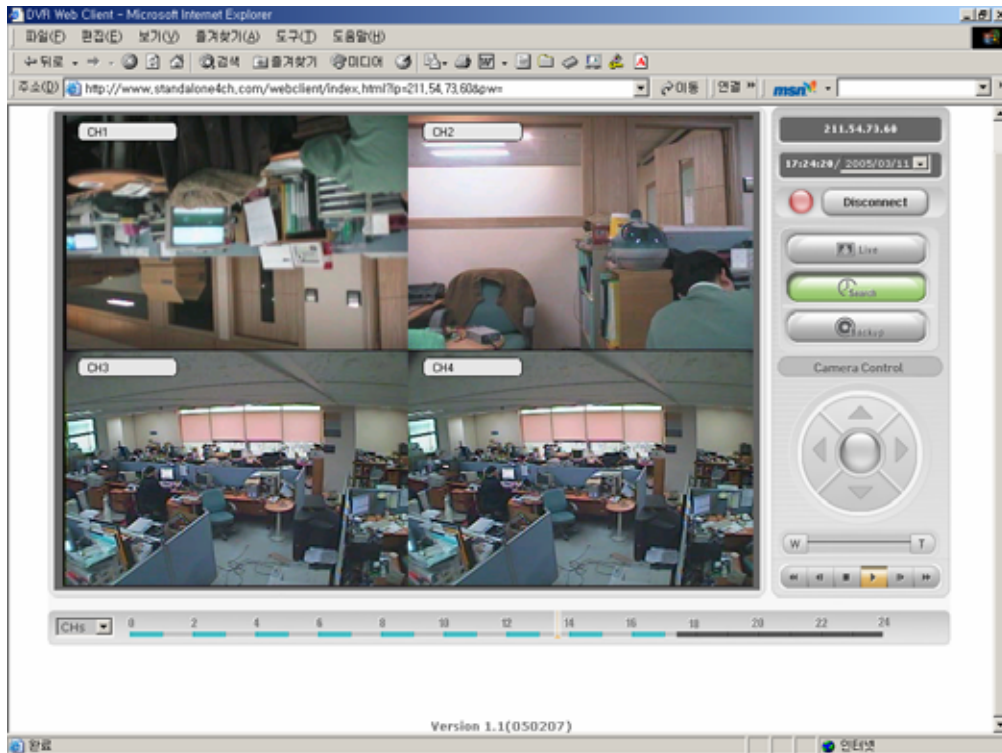 DVR Web Client - Microsoft Internet Explorer
파일(F) 편집(E) 보기(V) 즐겨찾기(A) 도구(T) 도움말(H)
뒤로 검색 즐겨찾기 미디어
주소(D) http://www.standalone4ch.com/webclient/index.html?ip=211.54.73.60&pw= 이동 연결 » msn
CH1
CH2
CH3
CH4
211.54.73.60
17:24:20/ 2005/03/11
Disconnect
Live
Search
Backup
Camera Control
W T
CHs 0 2 4 6 8 10 12 14 16 18 20 22 24
Version 1.1(050207)
완료 인터넷